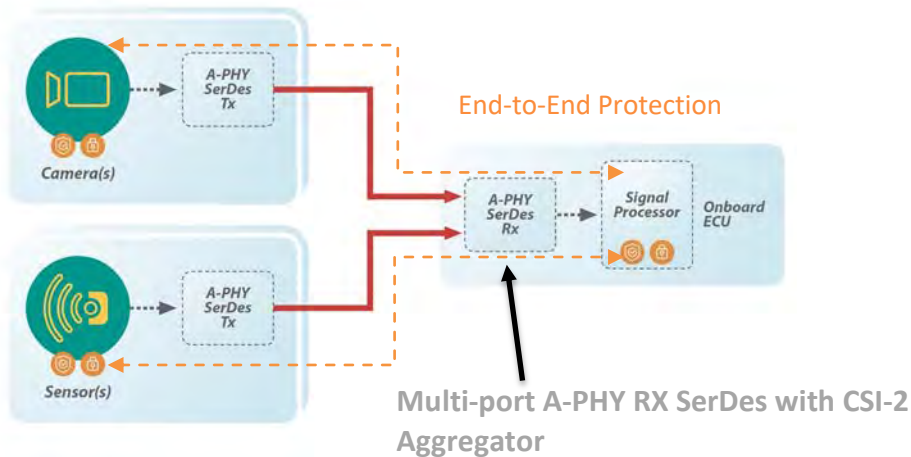 A-PHY
SerDes
Tx
Camera(s)
End-to-End Protection
A-PHY
SerDes
Rx
Signal
Processor
Onboard
ECU
A-PHY
SerDes
Tx
Sensor(s)
Multi-port A-PHY RX SerDes with CSI-2
Aggregator